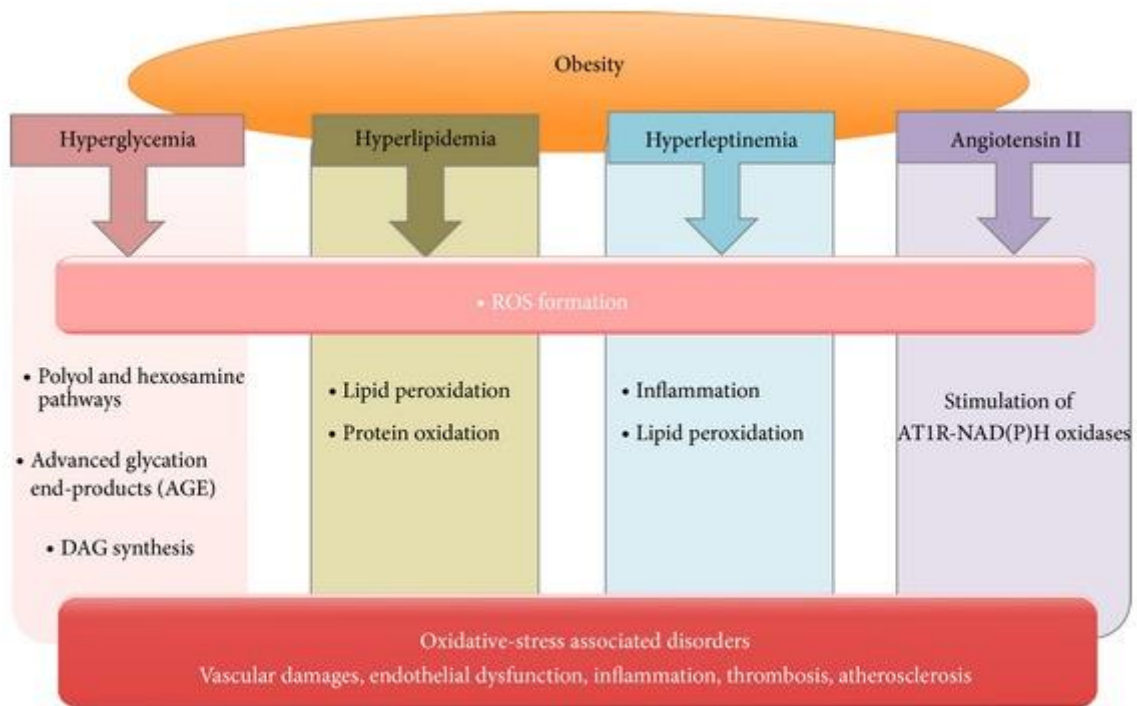 Obesity
Hyperglycemia
Hyperlipidemia
Hyperleptinemia
Angiotensin II
• ROS formation
• Polyol and hexosamine
pathways
• Advanced glycation
end-products (AGE)
• DAG synthesis
• Lipid peroxidation
• Protein oxidation
• Inflammation
• Lipid peroxidation
Stimulation of
AT1R-NAD(P)H oxidases
Oxidative-stress associated disorders
Vascular damages, endothelial dysfunction, inflammation, thrombosis, atherosclerosis